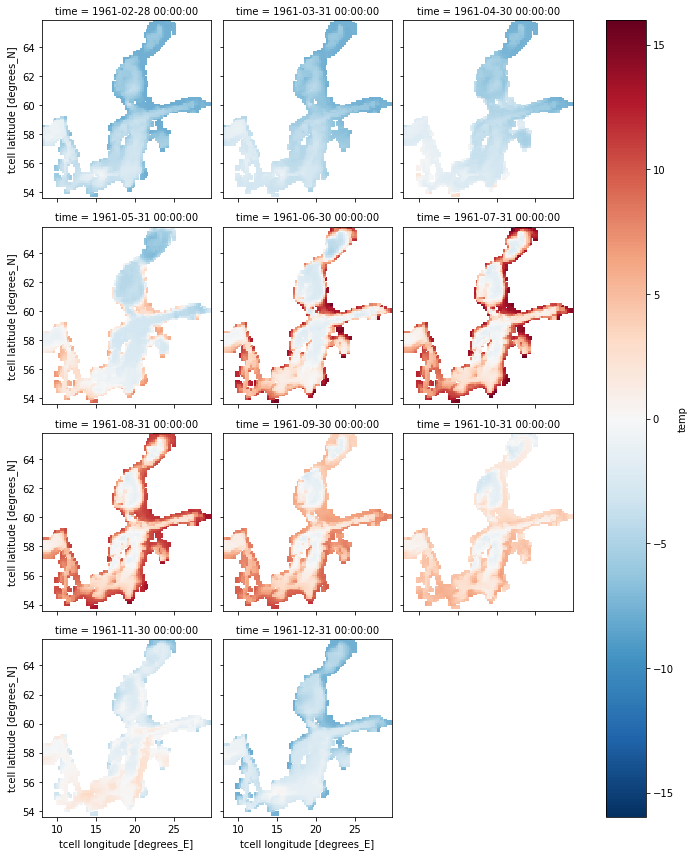 time = 1961-02-28 00:00:00 time = 1961-03-31 00:00:00 time = 1961-04-30 00:00:00
64
62
60
58
56
54
tcell latitude [degrees_N]
time = 1961-05-31 00:00:00 time = 1961-06-30 00:00:00 time = 1961-07-31 00:00:00
64
62
60
58
56
54
tcell latitude [degrees_N]
time = 1961-08-31 00:00:00 time = 1961-09-30 00:00:00 time = 1961-10-31 00:00:00
64
62
60
58
56
54
tcell latitude [degrees_N]
time = 1961-11-30 00:00:00 time = 1961-12-31 00:00:00
64
62
60
58
56
54
tcell latitude [degrees_N]
10 15 20 25 10 15 20 25
tcell longitude [degrees_E] tcell longitude [degrees_E]
15
10
5
0
−5
−10
−15
temp